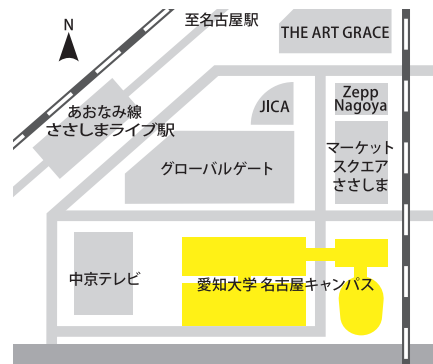 至名古屋駅
N
THE ART GRACE
あおなみ線
ささしまライブ駅
JICA
Zepp
Nagoya
グローバルゲート
マーケット
スクエア
ささしま
中京テレビ
愛知大学 名古屋キャンパス